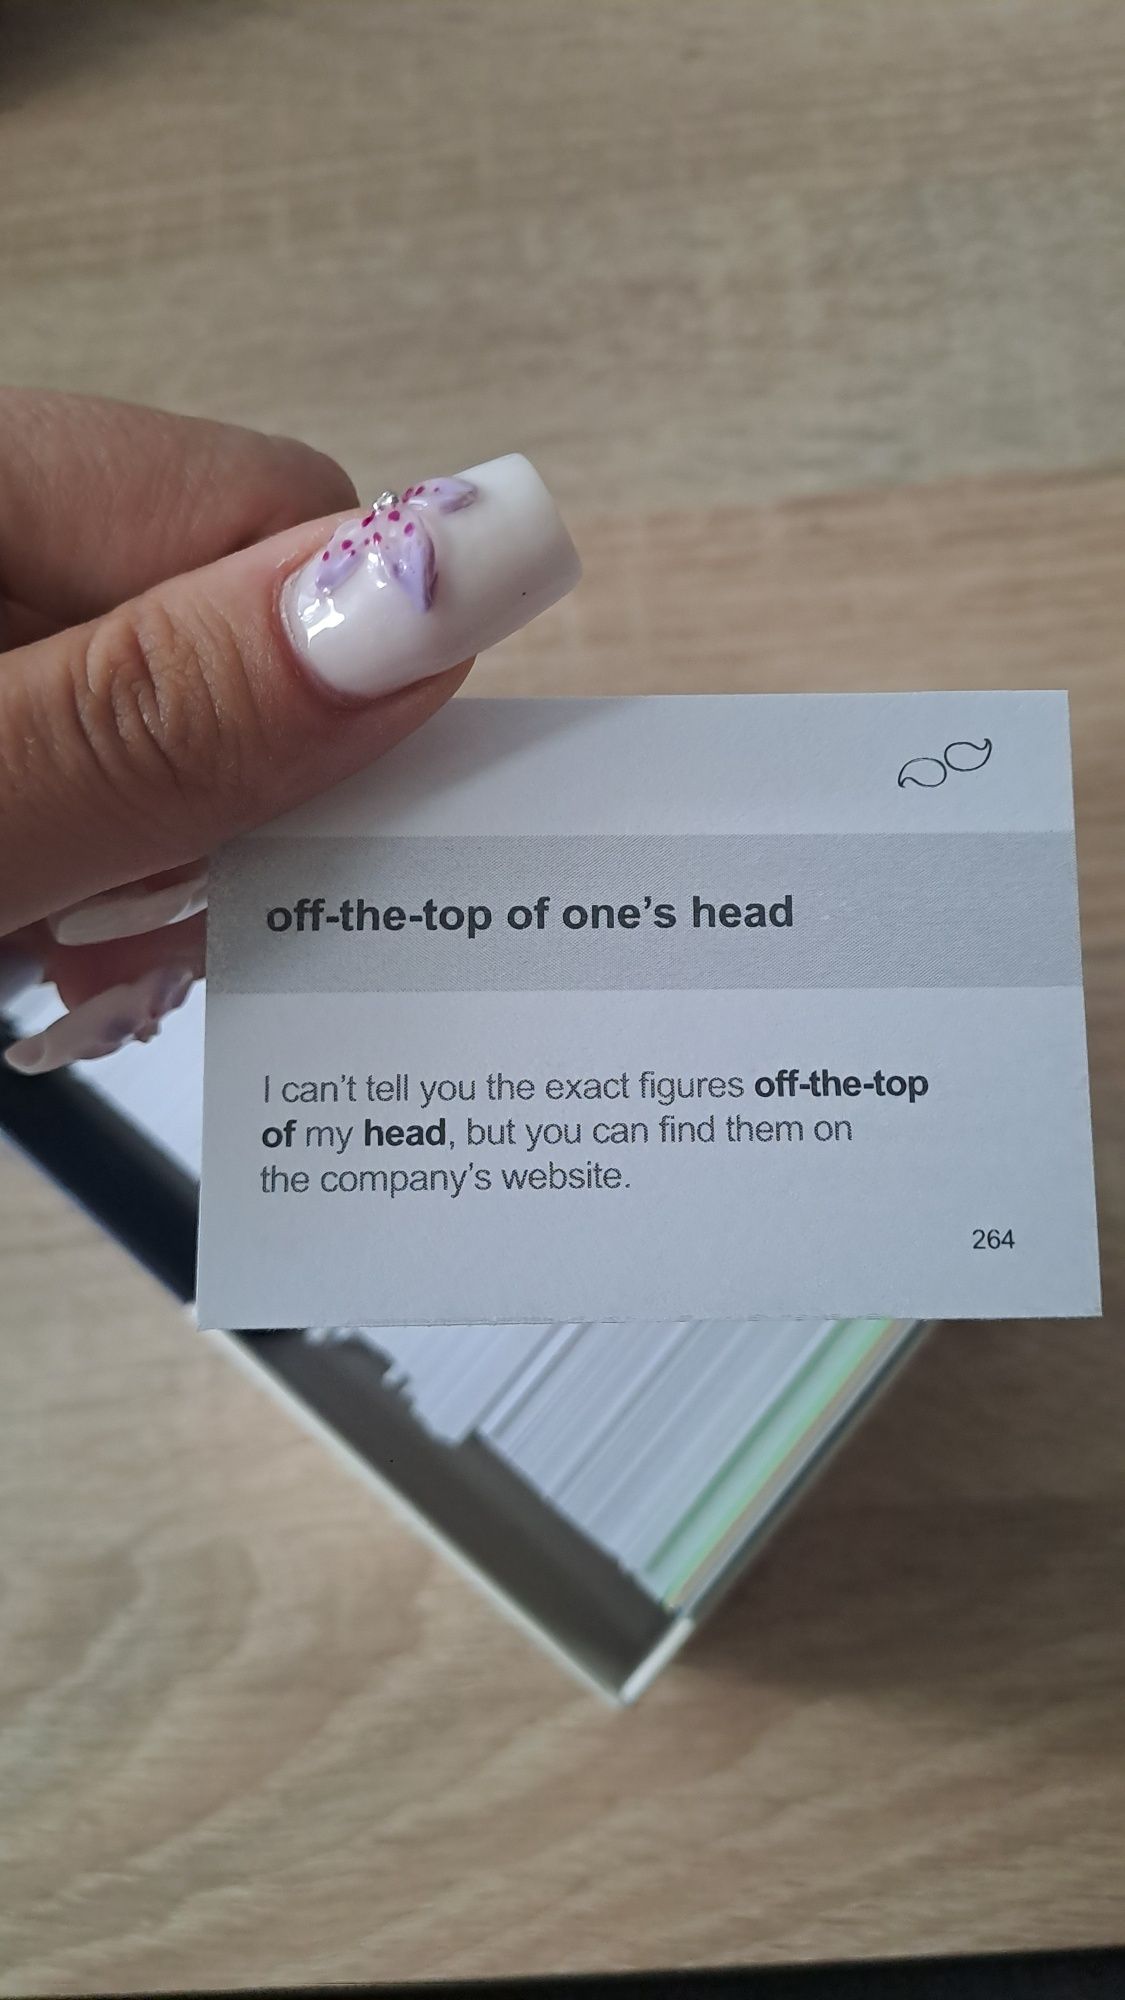 off-the-top of one's head
I can't tell you the exact figures off-the-top
of my head, but you can find them on
the company's website.
264